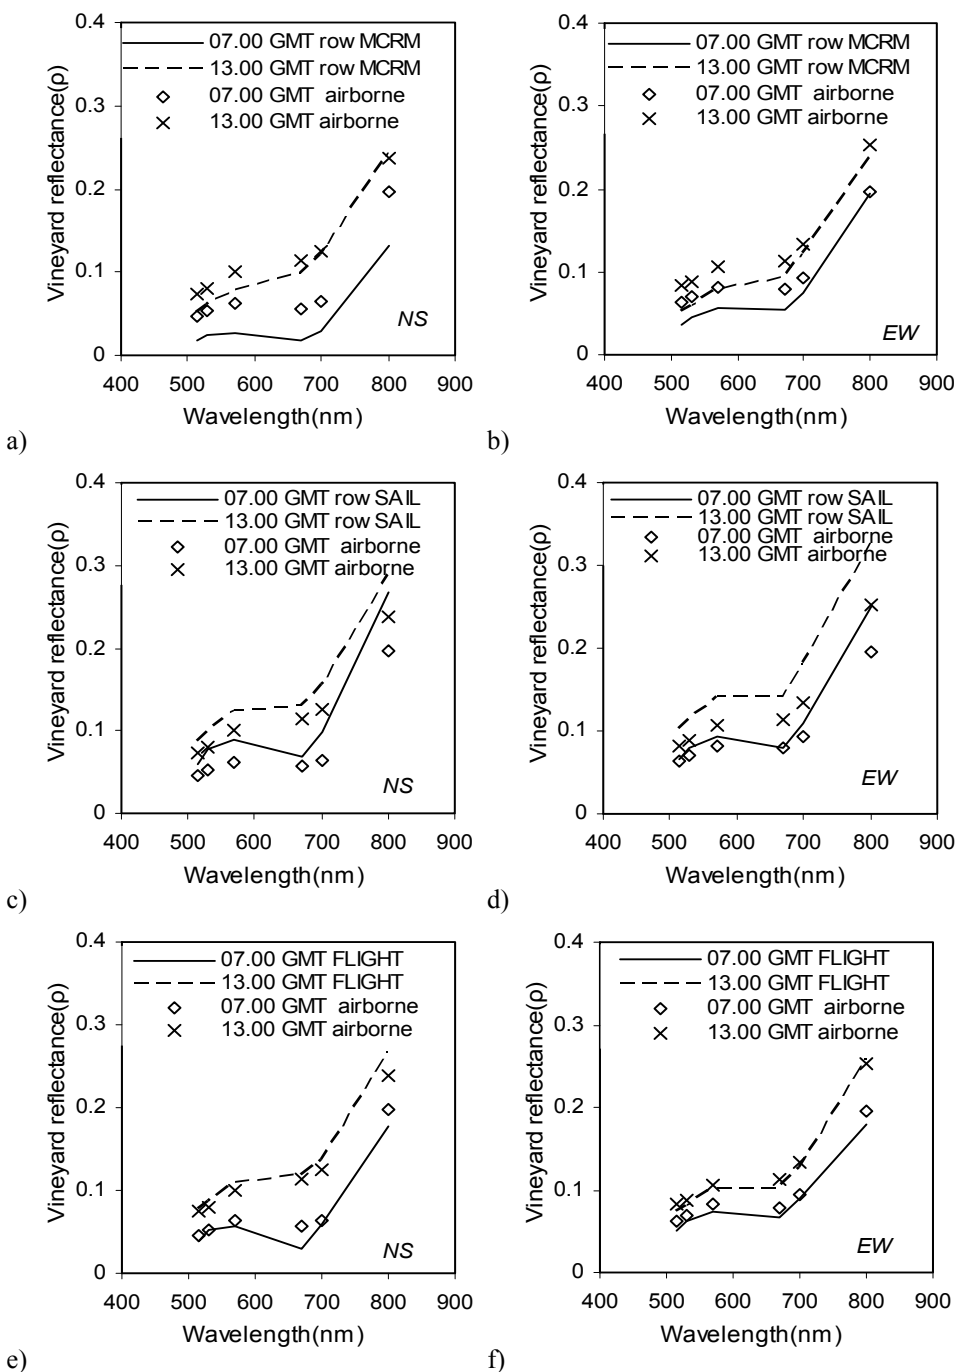 0.4
07.00 GMT row MCRM
13.00 GMT row MCRM
07.00 GMT airborne
13.00 GMT airborne
0.3
0.2
0.1
0
NS
400 500 600 700 800 900
Vineyard reflectance(ρ)
Wavelength(nm)
a)
0.4
07.00 GMT row MCRM
13.00 GMT row MCRM
07.00 GMT airborne
13.00 GMT airborne
0.3
0.2
0.1
0
EW
400 500 600 700 800 900
Vineyard reflectance(ρ)
Wavelength(nm)
b)
0.4
07.00 GMT row SAIL
13.00 GMT row SAIL
07.00 GMT airborne
13.00 GMT airborne
0.3
0.2
0.1
0
NS
400 500 600 700 800 900
Vineyard reflectance(ρ)
Wavelength(nm)
c)
0.4
07.00 GMT row SAIL
13.00 GMT row SAIL
07.00 GMT airborne
13.00 GMT airborne
0.3
0.2
0.1
0
EW
400 500 600 700 800 900
Vineyard reflectance(ρ)
Wavelength(nm)
d)
0.4
07.00 GMT FLIGHT
13.00 GMT FLIGHT
07.00 GMT airborne
13.00 GMT airborne
0.3
0.2
0.1
0
NS
400 500 600 700 800 900
Vineyard reflectance(ρ)
Wavelength(nm)
e)
0.4
07.00 GMT FLIGHT
13.00 GMT FLIGHT
07.00 GMT airborne
13.00 GMT airborne
0.3
0.2
0.1
0
EW
400 500 600 700 800 900
Vineyard reflectance(ρ)
Wavelength(nm)
f)